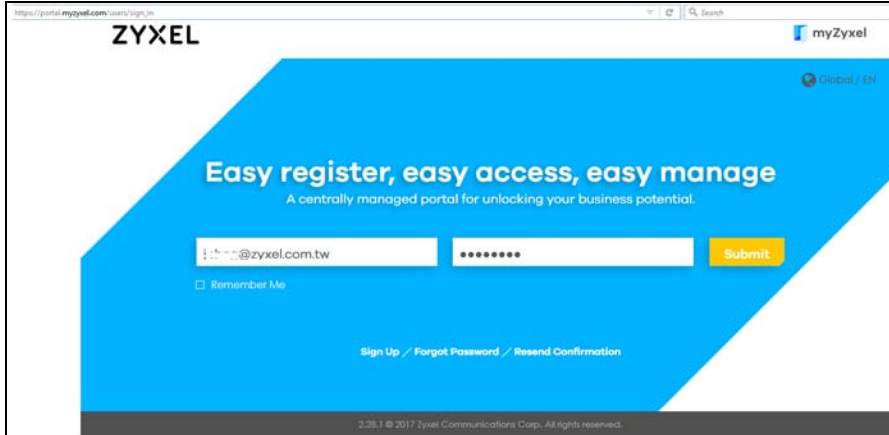 https://portal.myzyxel.com/users/sign_in
Search
ZYXEL
myZyxel
Global / EN
Easy register, easy access, easy manage
A centrally managed portal for unlocking your business potential.
@zyxel.com.tw
●●●●●●●●
Submit
Remember Me
Sign Up / Forgot Password / Resend Confirmation
2.28.1 © 2017 Zyxel Communications Corp. All rights reserved.